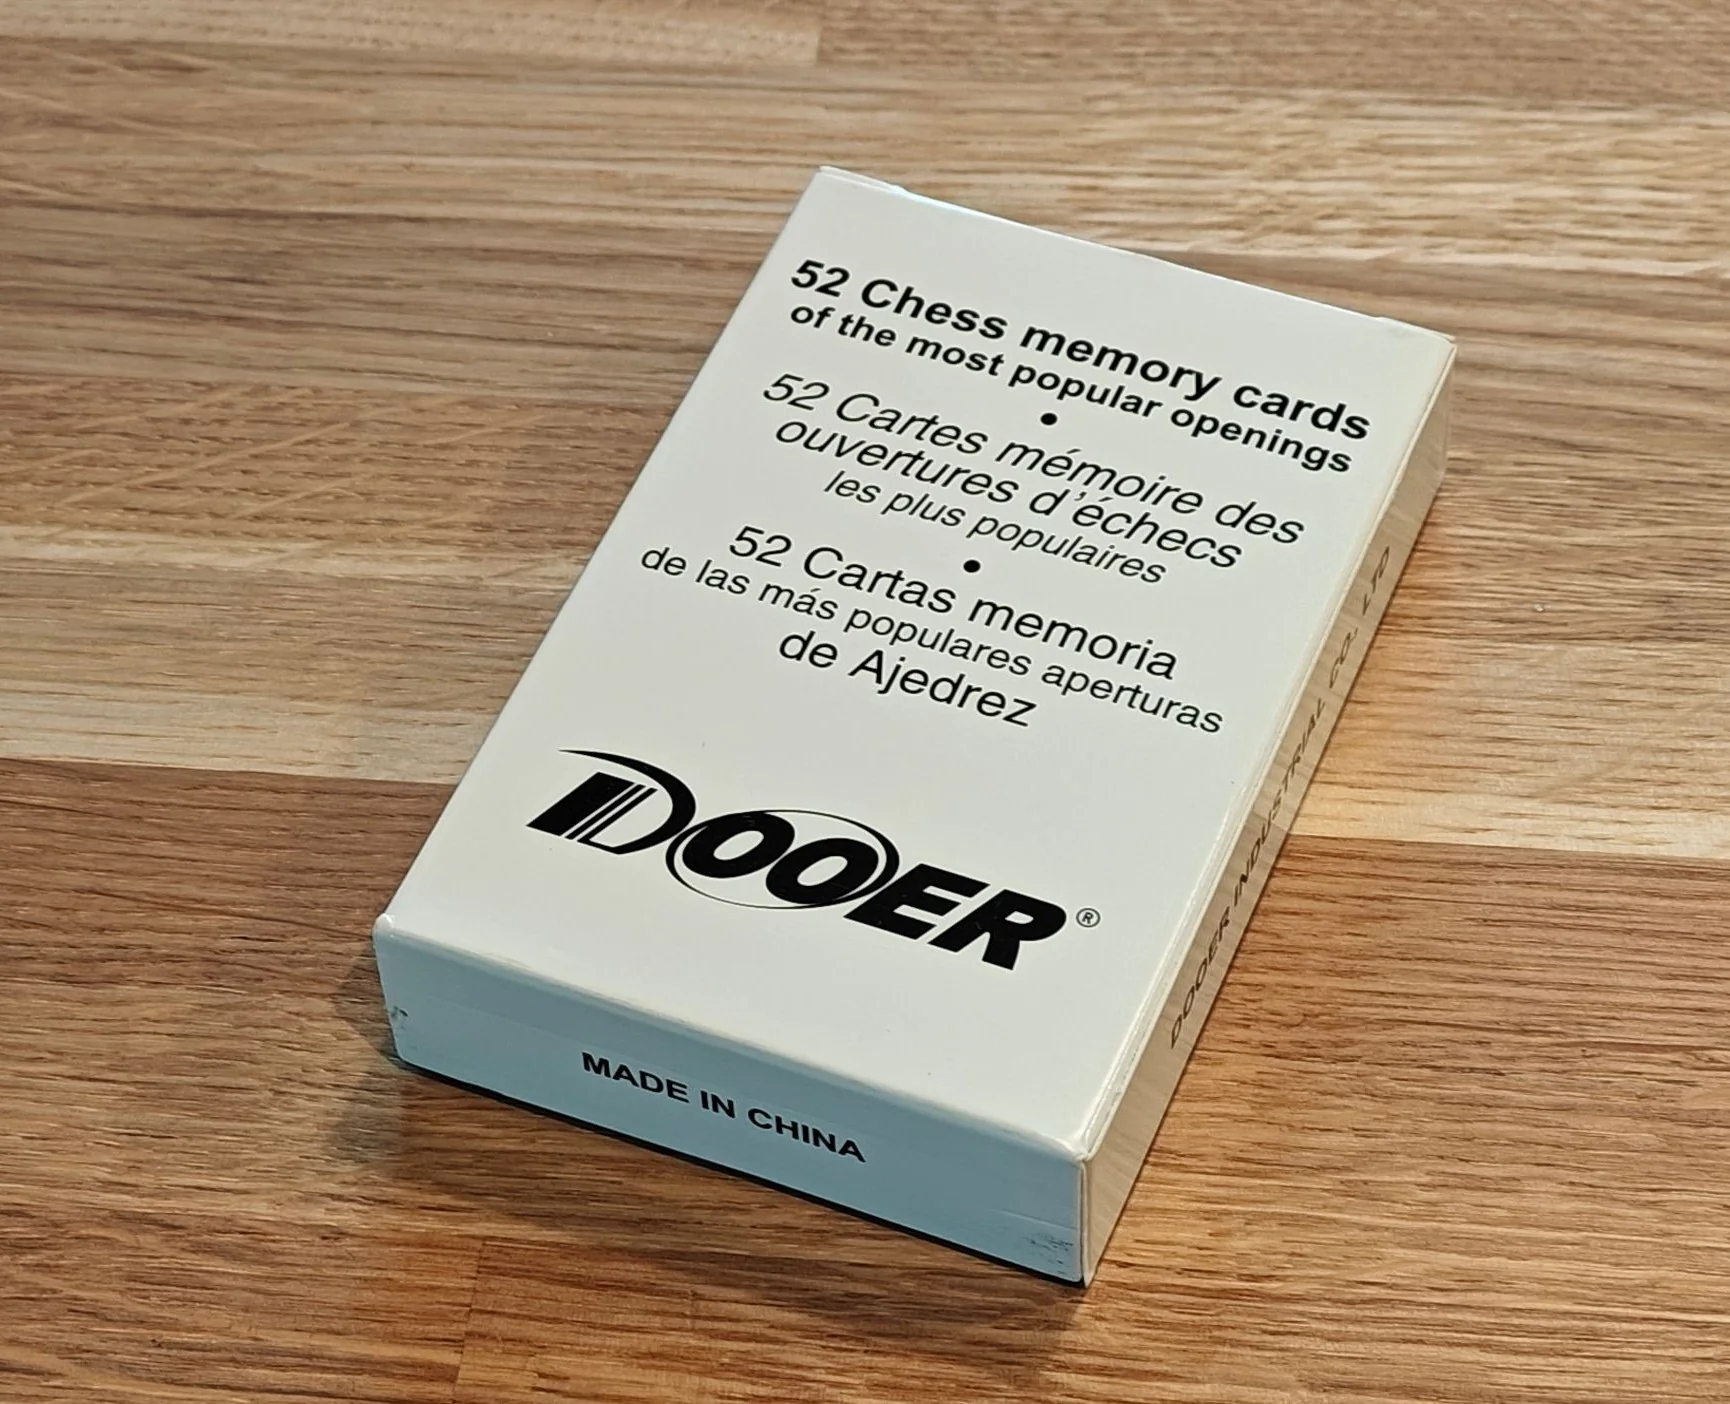 52 Chess memory cards
of the most popular openings
•
52 Cartes mémoire des
ouvertures d'échecs
les plus populaires
•
52 Cartas memoria
de las más populares aperturas
de Ajedrez
DOOER®
MADE IN CHINA
DOOER INDUSTRIAL CO., LTD